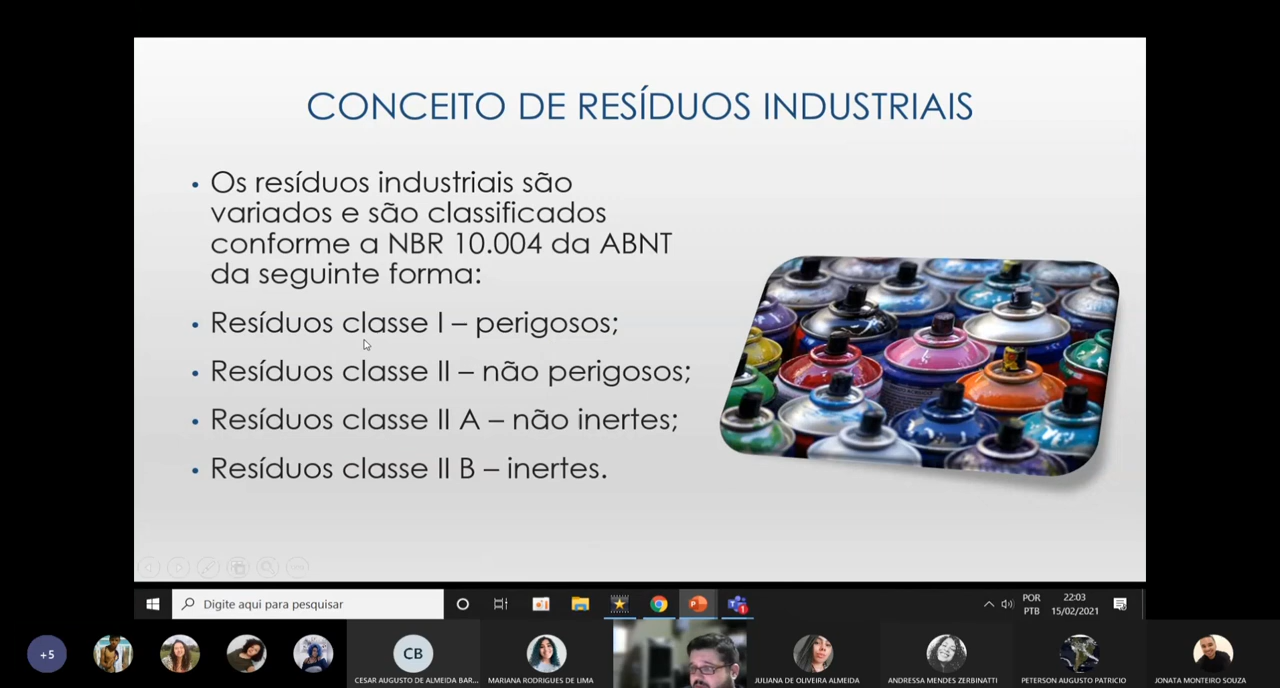 CONCEITO DE RESÍDUOS INDUSTRIAIS
• Os resíduos industriais são
variados e são classificados
conforme a NBR 10.004 da ABNT
da seguinte forma:
• Resíduos classe I – perigosos;
• Resíduos classe II – não perigosos;
• Resíduos classe II A – não inertes;
• Resíduos classe II B – inertes.
Digite aqui para pesquisar
POR
PTB
22:03
15/02/2021
+5
CB
CESAR AUGUSTO DE ALMEIDA BAR...
MARIANA RODRIGUES DE LIMA
JULIANA DE OLIVEIRA ALMEIDA
ANDRESSA MENDES ZERBINATTI
PETERSON AUGUSTO PATRICIO
JONATA MONTEIRO SOUZA